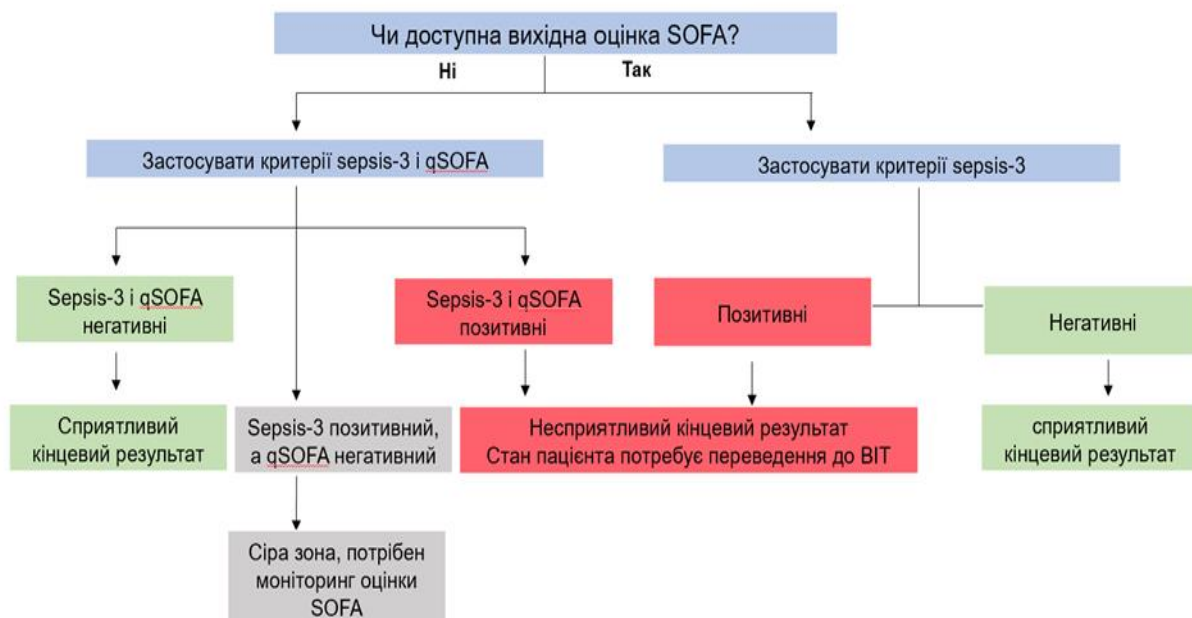 Чи доступна вихідна оцінка SOFA?
Ні
Так
Застосувати критерії sepsis-3 і qSOFA
Застосувати критерії sepsis-3
Sepsis-3 і qSOFA
негативні
Sepsis-3 і qSOFA
позитивні
Позитивні
Негативні
Сприятливий
кінцевий результат
Sepsis-3 позитивний,
а qSOFA негативний
Несприятливий кінцевий результат
Стан пацієнта потребує переведення до ВІТ
сприятливий
кінцевий результат
Сіра зона, потрібен
моніторинг оцінки
SOFA